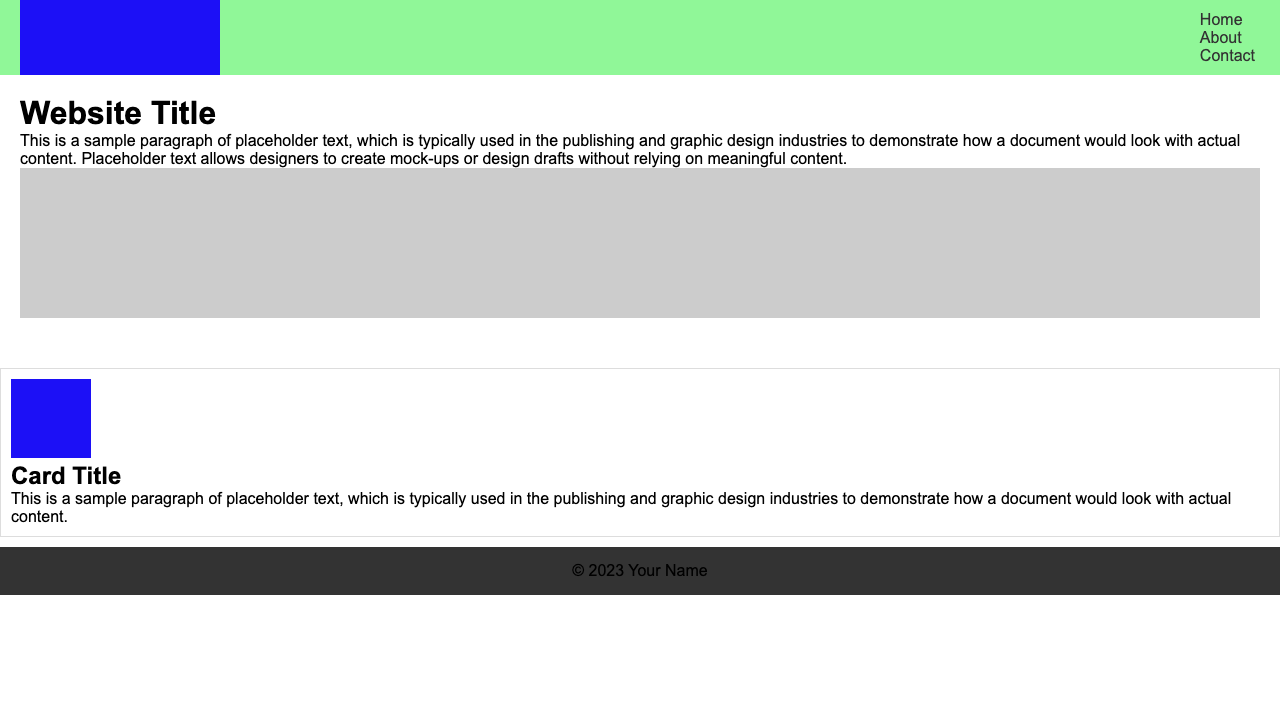 Home
About
Contact
Website Title
This is a sample paragraph of placeholder text, which is typically used in the publishing and graphic design industries to demonstrate how a document would look with actual
content. Placeholder text allows designers to create mock-ups or design drafts without relying on meaningful content.
Card Title
This is a sample paragraph of placeholder text, which is typically used in the publishing and graphic design industries to demonstrate how a document would look with actual
content.
© 2023 Your Name